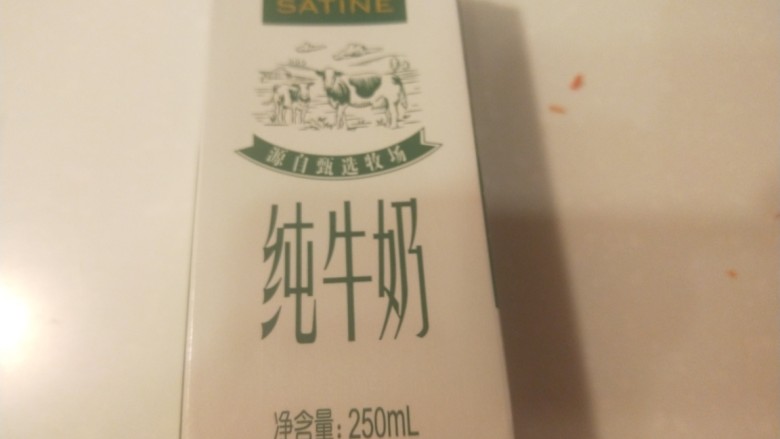 SATINE
源自甄选牧场
纯牛奶
净含量：250mL